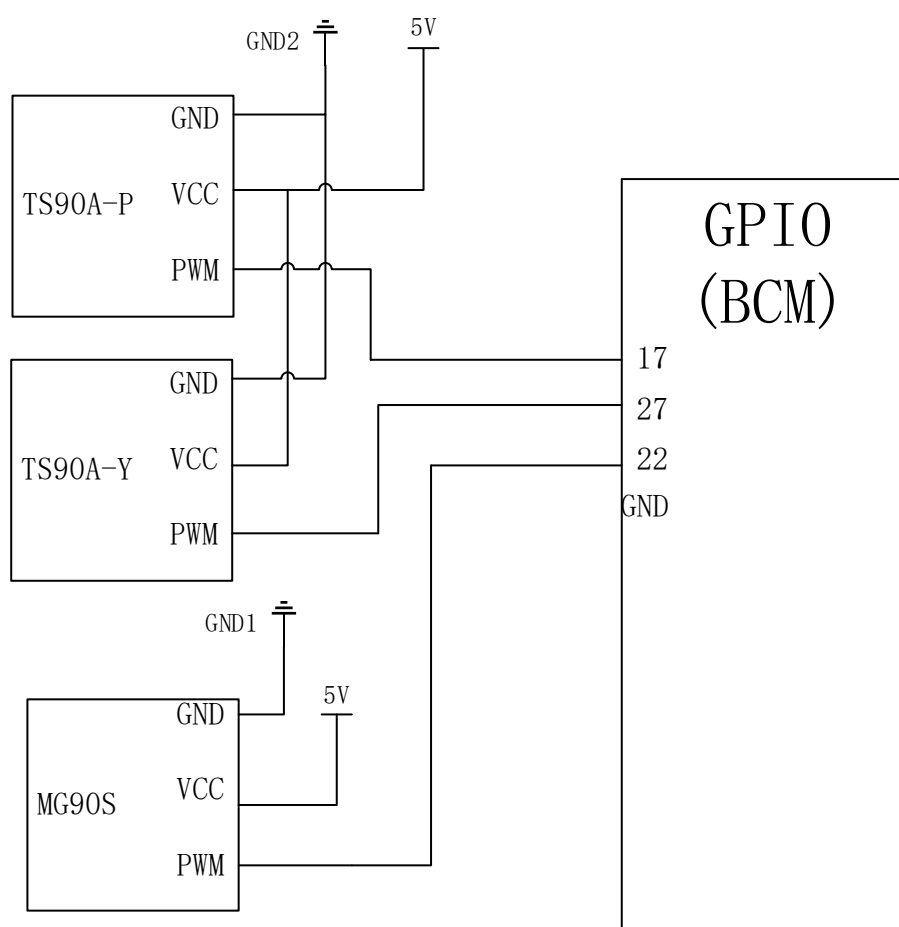 GND2
5V
TS90A-P
GND
VCC
PWM
GPIO
(BCM)
17
27
22
GND
TS90A-Y
GND
VCC
PWM
GND1
5V
MG90S
GND
VCC
PWM